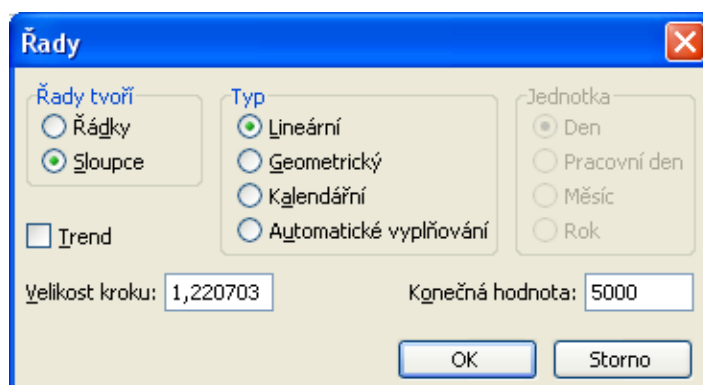 Řady
Řady tvoří
Řádky
Sloupce
Trend
Typ
Lineární
Geometrický
Kalendářní
Automatické vyplňování
Jednotka
Den
Pracovní den
Měsíc
Rok
Velikost kroku: 1,220703
Konečná hodnota: 5000
OK
Storno